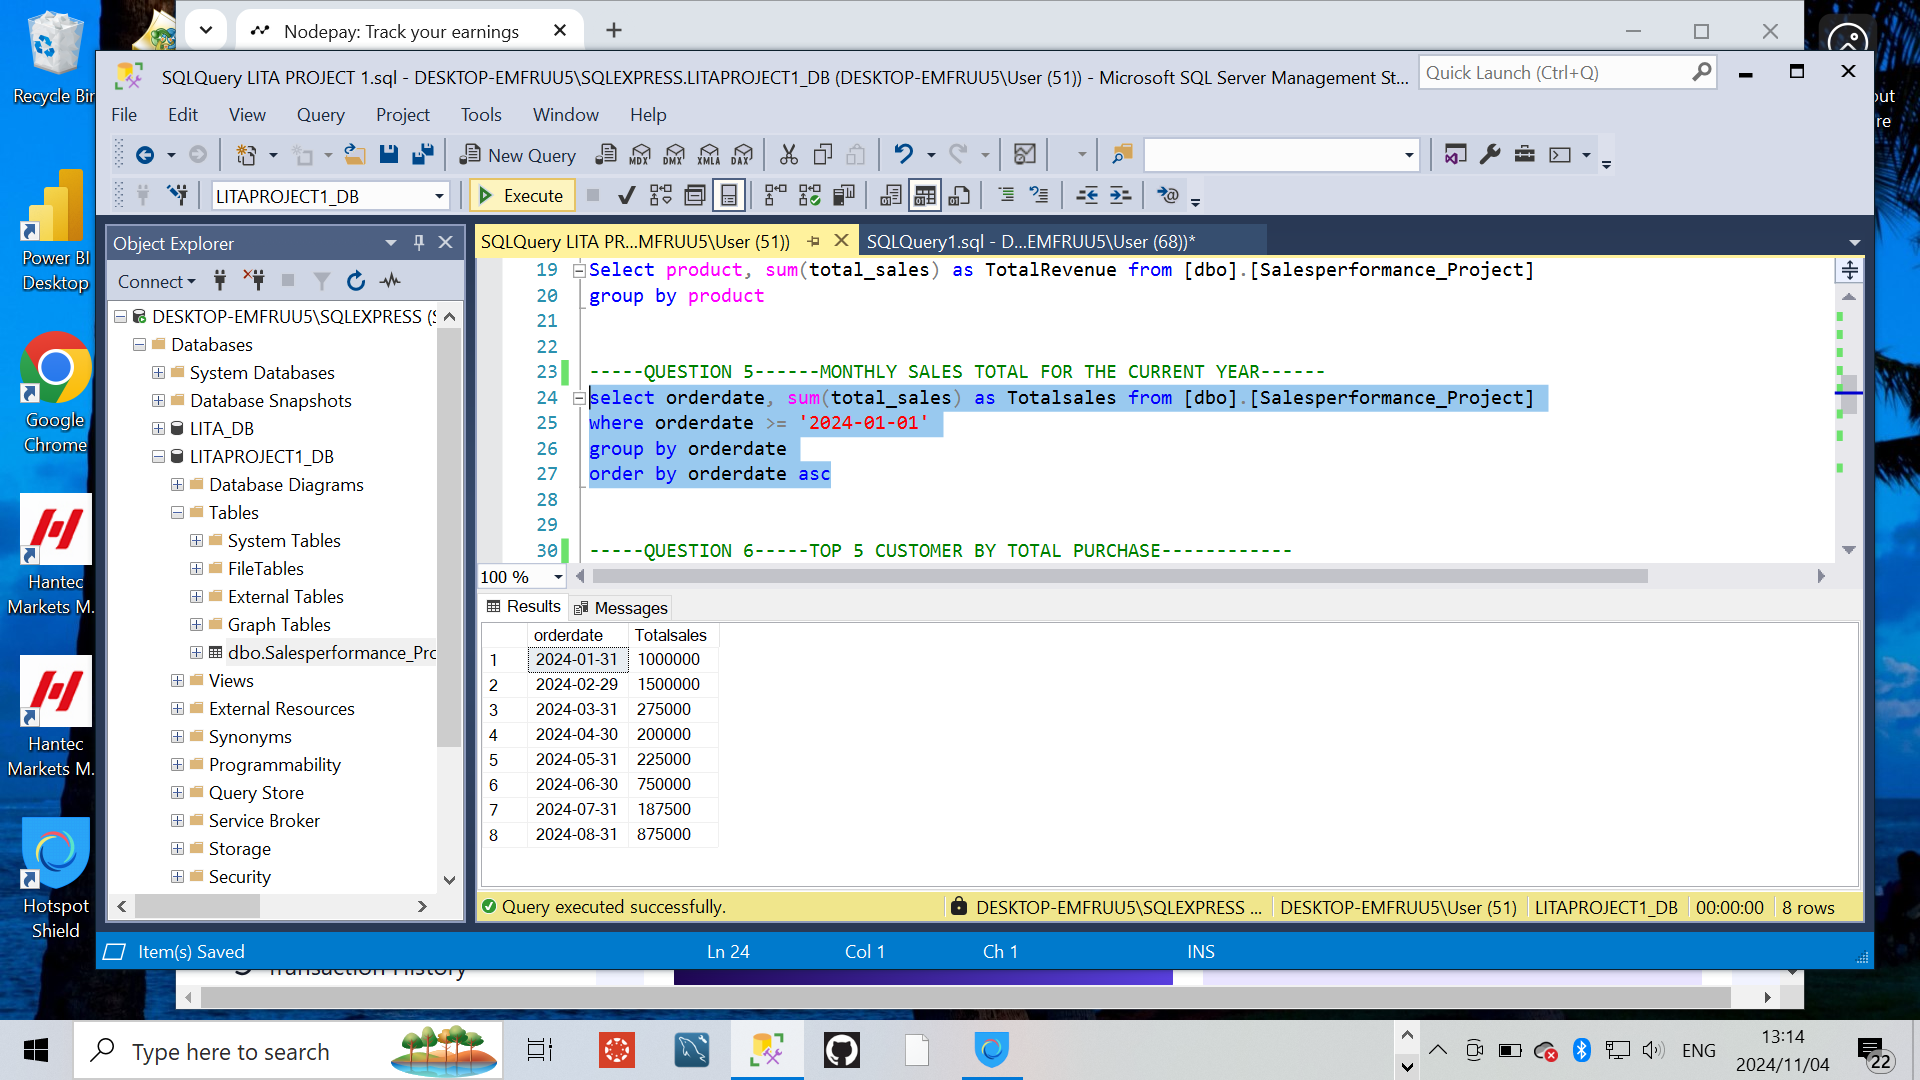 Nodepay: Track your earnings
SQLQuery LITA PROJECT 1.sql - DESKTOP-EMFRUU5\SQLEXPRESS.LITAPROJECT1_DB (DESKTOP-EMFRUU5\User (51)) - Microsoft SQL Server Management St...
Quick Launch (Ctrl+Q)
File Edit View Query Project Tools Window Help
New Query
MDX DMX XMLA DAX
LITAPROJECT1_DB
Execute
Recycle Bin
Power BI
Desktop
Google
Chrome
Hantec
Markets M...
Hantec
Markets M...
Hotspot
Shield
Object Explorer
Connect
DESKTOP-EMFRUU5\SQLEXPRESS (S
Databases
System Databases
Database Snapshots
LITA_DB
LITAPROJECT1_DB
Database Diagrams
Tables
System Tables
FileTables
External Tables
Graph Tables
dbo.Salesperformance_Pro
Views
External Resources
Synonyms
Programmability
Query Store
Service Broker
Storage
Security
SQLQuery LITA PR...MFRUU5\User (51))
SQLQuery1.sql - D...EMFRUU5\User (68))*
19 Select product, sum(total_sales) as TotalRevenue from [dbo].[Salesperformance_Project]
20 group by product
21
22
23 -----QUESTION 5------MONTHLY SALES TOTAL FOR THE CURRENT YEAR------
24 select orderdate, sum(total_sales) as Totalsales from [dbo].[Salesperformance_Project]
25 where orderdate >= '2024-01-01'
26 group by orderdate
27 order by orderdate asc
28
29
30 -----QUESTION 6-----TOP 5 CUSTOMER BY TOTAL PURCHASE------------
100 %
Results Messages
orderdate Totalsales
1 2024-01-31 1000000
2 2024-02-29 1500000
3 2024-03-31 275000
4 2024-04-30 200000
5 2024-05-31 225000
6 2024-06-30 750000
7 2024-07-31 187500
8 2024-08-31 875000
Query executed successfully.
DESKTOP-EMFRUU5\SQLEXPRESS ... DESKTOP-EMFRUU5\User (51) LITAPROJECT1_DB 00:00:00 8 rows
Item(s) Saved
Ln 24 Col 1 Ch 1 INS
Transaction History
Type here to search
ENG
13:14
2024/11/04
22